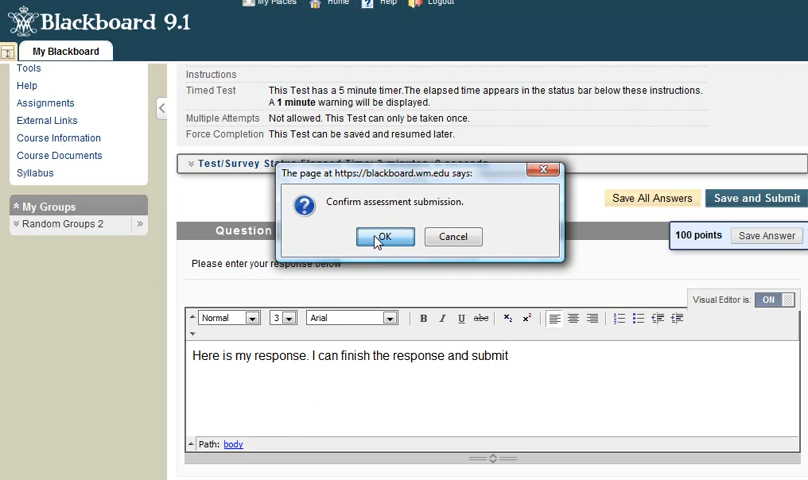 My Places Home Help Logout
Blackboard 9.1
My Blackboard
Tools
Help
Assignments
External Links
Course Information
Course Documents
Syllabus
My Groups
Random Groups 2
Instructions
Timed Test This Test has a 5 minute timer.The elapsed time appears in the status bar below these instructions.
A 1 minute warning will be displayed.
Multiple Attempts Not allowed. This Test can only be taken once.
Force Completion This Test can be saved and resumed later.
Test/Survey
The page at https://blackboard.wm.edu says:
Confirm assessment submission.
OK Cancel
Save All Answers Save and Submit
Question
100 points Save Answer
Please enter your response below
Visual Editor is: ON
Normal 3 Arial B I U abc
Here is my response. I can finish the response and submit
Path: body